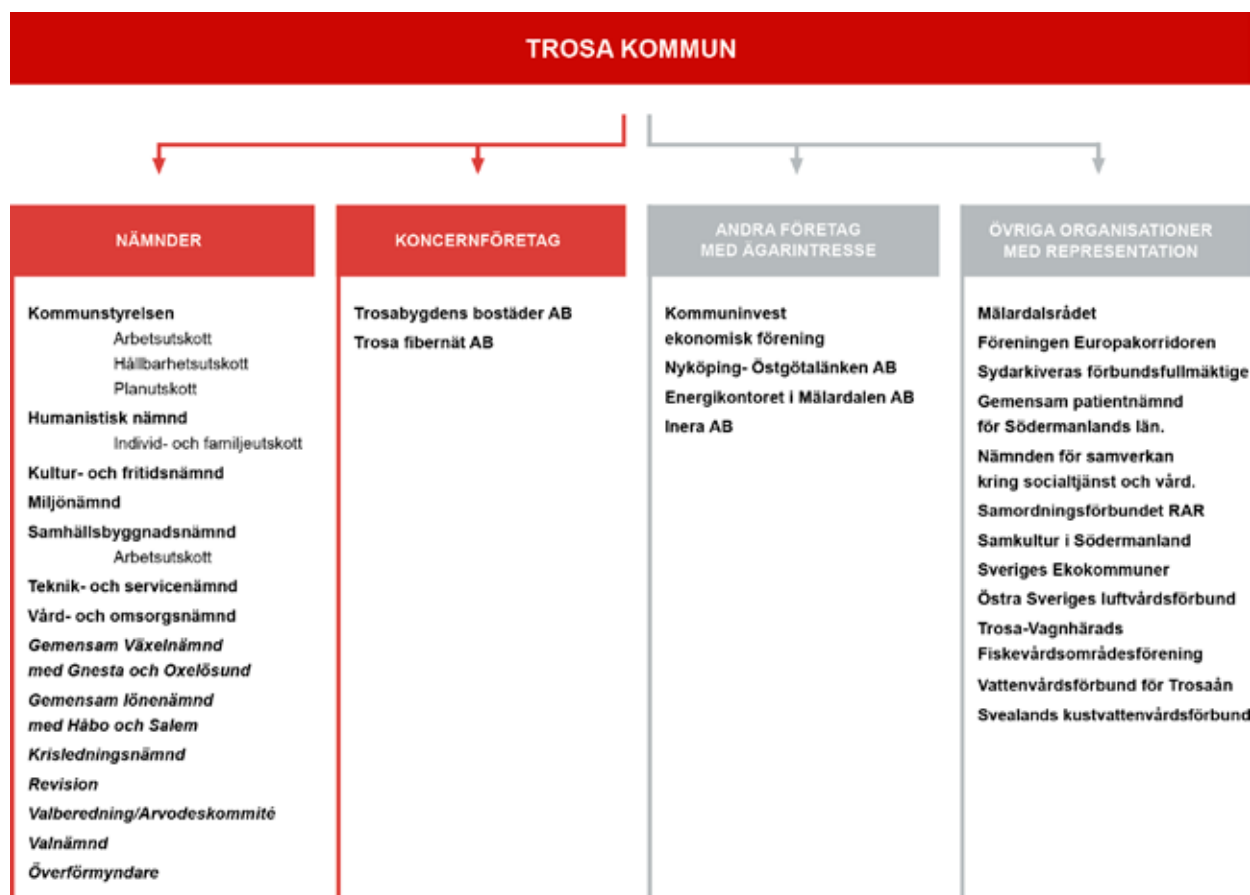 TROSA KOMMUN
NÄMNDER
Kommunstyrelsen
Arbetsutskott
Hållbarhetsutskott
Planutskott
Humanistisk nämnd
Individ- och familjeutskott
Kultur- och fritidsnämnd
Miljönämnd
Samhällsbyggnadsnämnd
Arbetsutskott
Teknik- och servicenämnd
Vård- och omsorgsnämnd
Gemensam Växelnämnd
med Gnesta och Oxelösund
Gemensam lönenämnd
med Håbo och Salem
Krisledningsnämnd
Revision
Valberedning/Arvodeskommité
Valnämnd
Överförmyndare
KONCERNFÖRETAG
Trosabygdens bostäder AB
Trosa fibernät AB
ANDRA FÖRETAG
MED ÄGARINTRESSE
Kommuninvest
ekonomisk förening
Nyköping- Östgötalänken AB
Energikontoret i Mälardalen AB
Inera AB
ÖVRIGA ORGANISATIONER
MED REPRESENTATION
Mälardalsrådet
Föreningen Europakorridoren
Sydarkiveras förbundsfullmäktige
Gemensam patientnämnd
för Södermanlands län.
Nämnden för samverkan
kring socialtjänst och vård.
Samordningsförbundet RAR
Samkultur i Södermanland
Sveriges Ekokommuner
Östra Sveriges luftvårdsförbund
Trosa-Vagnhärads
Fiskevårdsområdesförening
Vattenvårdsförbund för Trosaån
Svealands kustvattenvårdsförbund